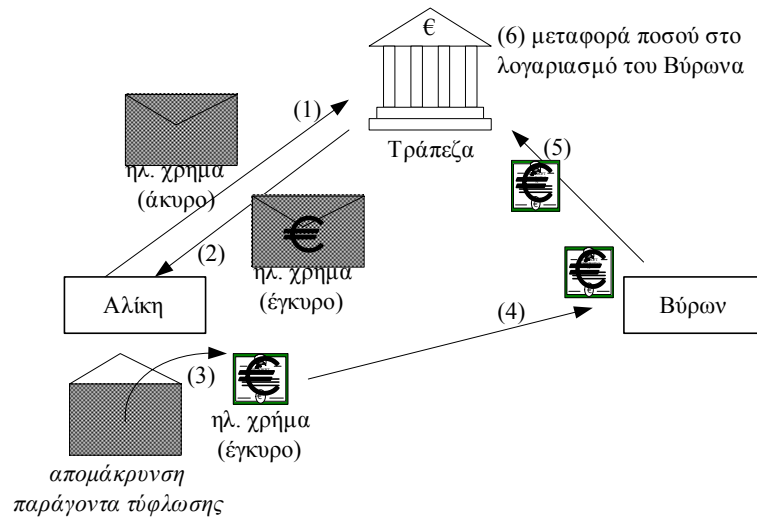 €
(6) μεταφορά ποσού στο
λογαριασμό του Βύρωνα
(1)
Τράπεζα
(5)
ηλ. χρήμα
(άκυρο)
€
€
(2)
ηλ. χρήμα
(έγκυρο)
€
Αλίκη
(4)
Βύρων
(3)
€
ηλ. χρήμα
(έγκυρο)
απομάκρυνση
παράγοντα τύφλωσης